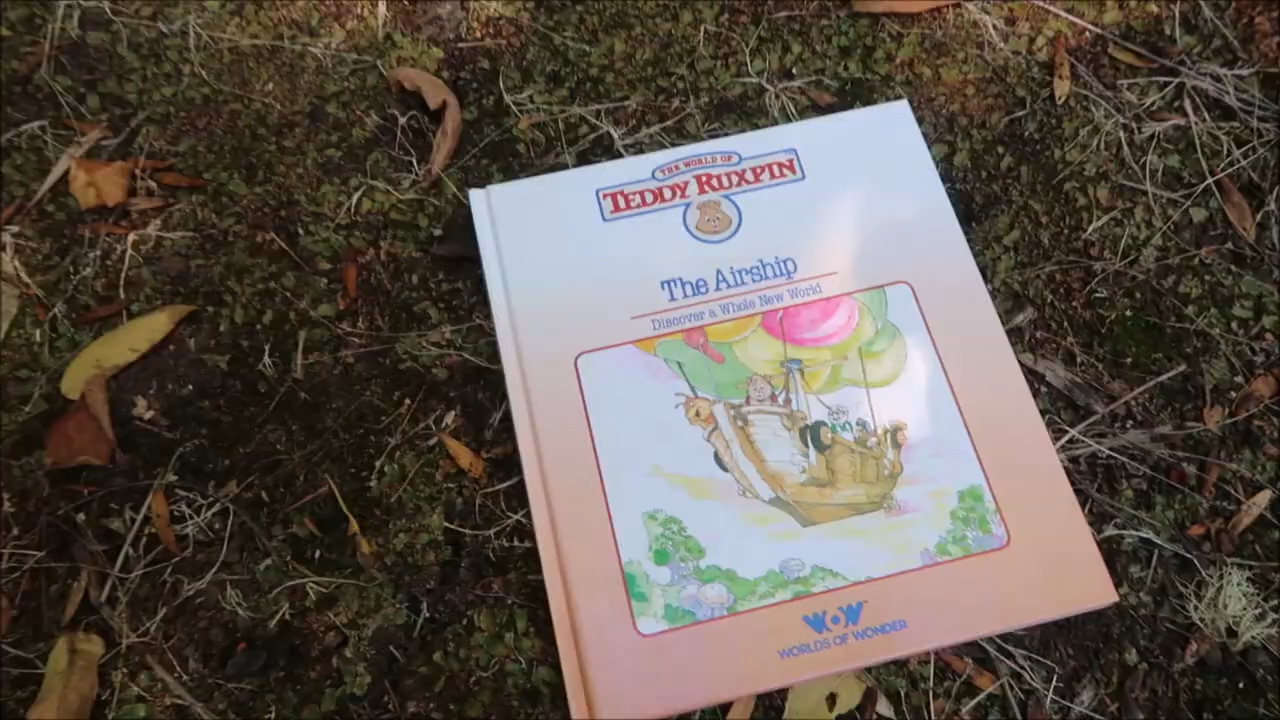 THE WORLD OF
TEDDY RUXPIN
The Airship
Discover a Whole New World
WOW
WORLDS OF WONDER